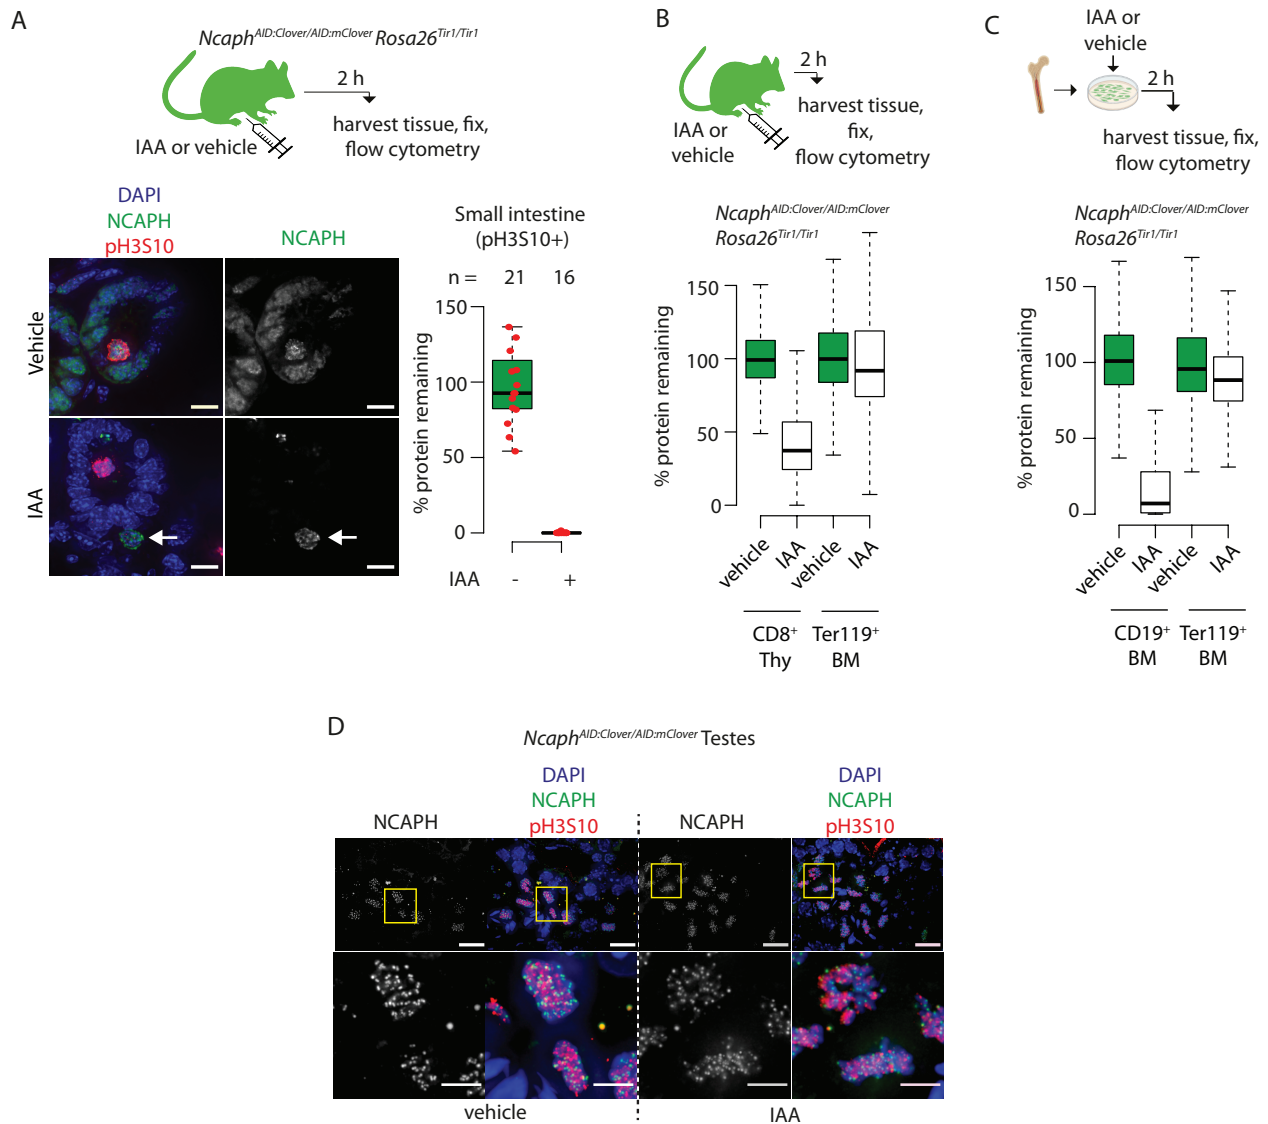 A
Ncaph^AID:Clover/AID:mClover Rosa26^Tir1/Tir1
2 h
IAA or vehicle
harvest tissue, fix,
flow cytometry
DAPI
NCAPH
pH3S10
NCAPH
Vehicle
IAA
Small intestine
(pH3S10+)
n = 21 16
% protein remaining
150
100
50
0
IAA - +
B
2 h
IAA or
vehicle
harvest tissue,
fix,
flow cytometry
Ncaph^AID:Clover/AID:mClover
Rosa26^Tir1/Tir1
% protein remaining
150
100
50
0
vehicle
IAA
vehicle
IAA
CD8+
Thy
Ter119+
BM
C
IAA or
vehicle
2 h
harvest tissue, fix,
flow cytometry
Ncaph^AID:Clover/AID:mClover
Rosa26^Tir1/Tir1
% protein remaining
150
100
50
0
vehicle
IAA
vehicle
IAA
CD19+
BM
Ter119+
BM
D
Ncaph^AID:Clover/AID:mClover Testes
NCAPH
DAPI
NCAPH
pH3S10
NCAPH
DAPI
NCAPH
pH3S10
vehicle
IAA